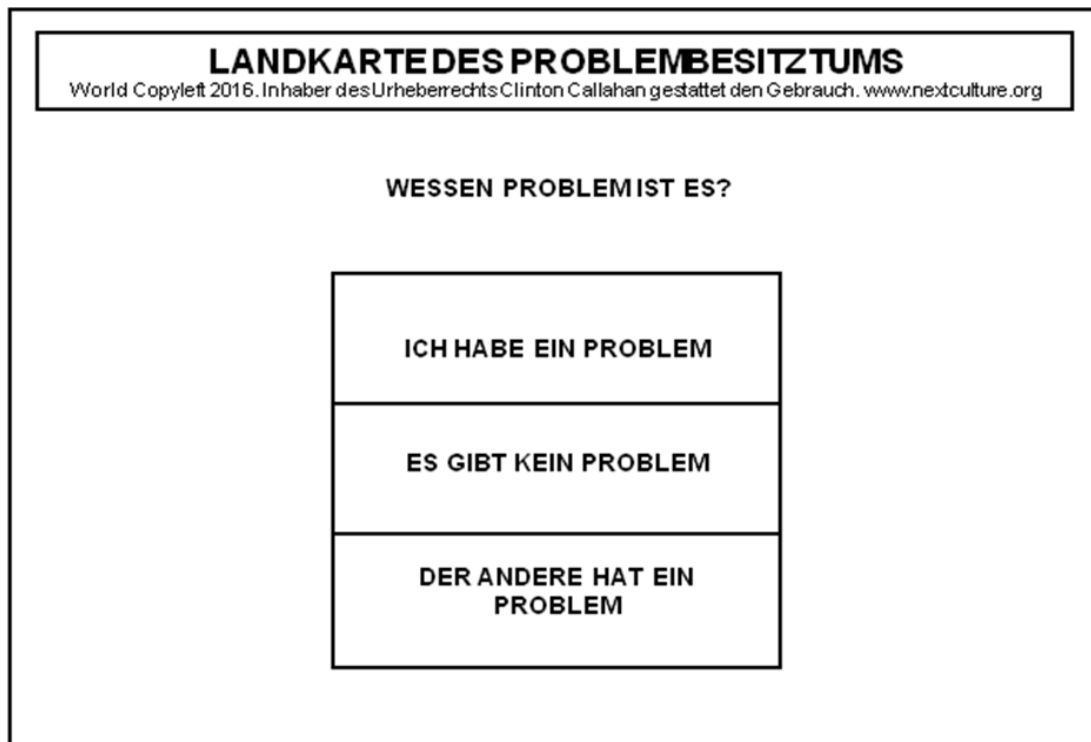 LANDKARTE DES PROBLEMBESITZTUMS
World Copyleft 2016. Inhaber des Urheberrechts Clinton Callahan gestattet den Gebrauch. www.nextculture.org
WESSEN PROBLEM IST ES?
ICH HABE EIN PROBLEM
ES GIBT KEIN PROBLEM
DER ANDERE HAT EIN
PROBLEM